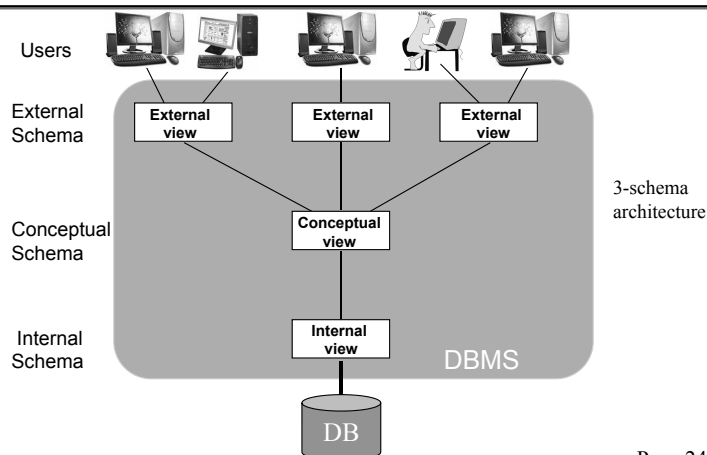 Users
External
Schema
External
view
External
view
External
view
3-schema
architecture
Conceptual
Schema
Conceptual
view
Internal
Schema
Internal
view
DBMS
DB